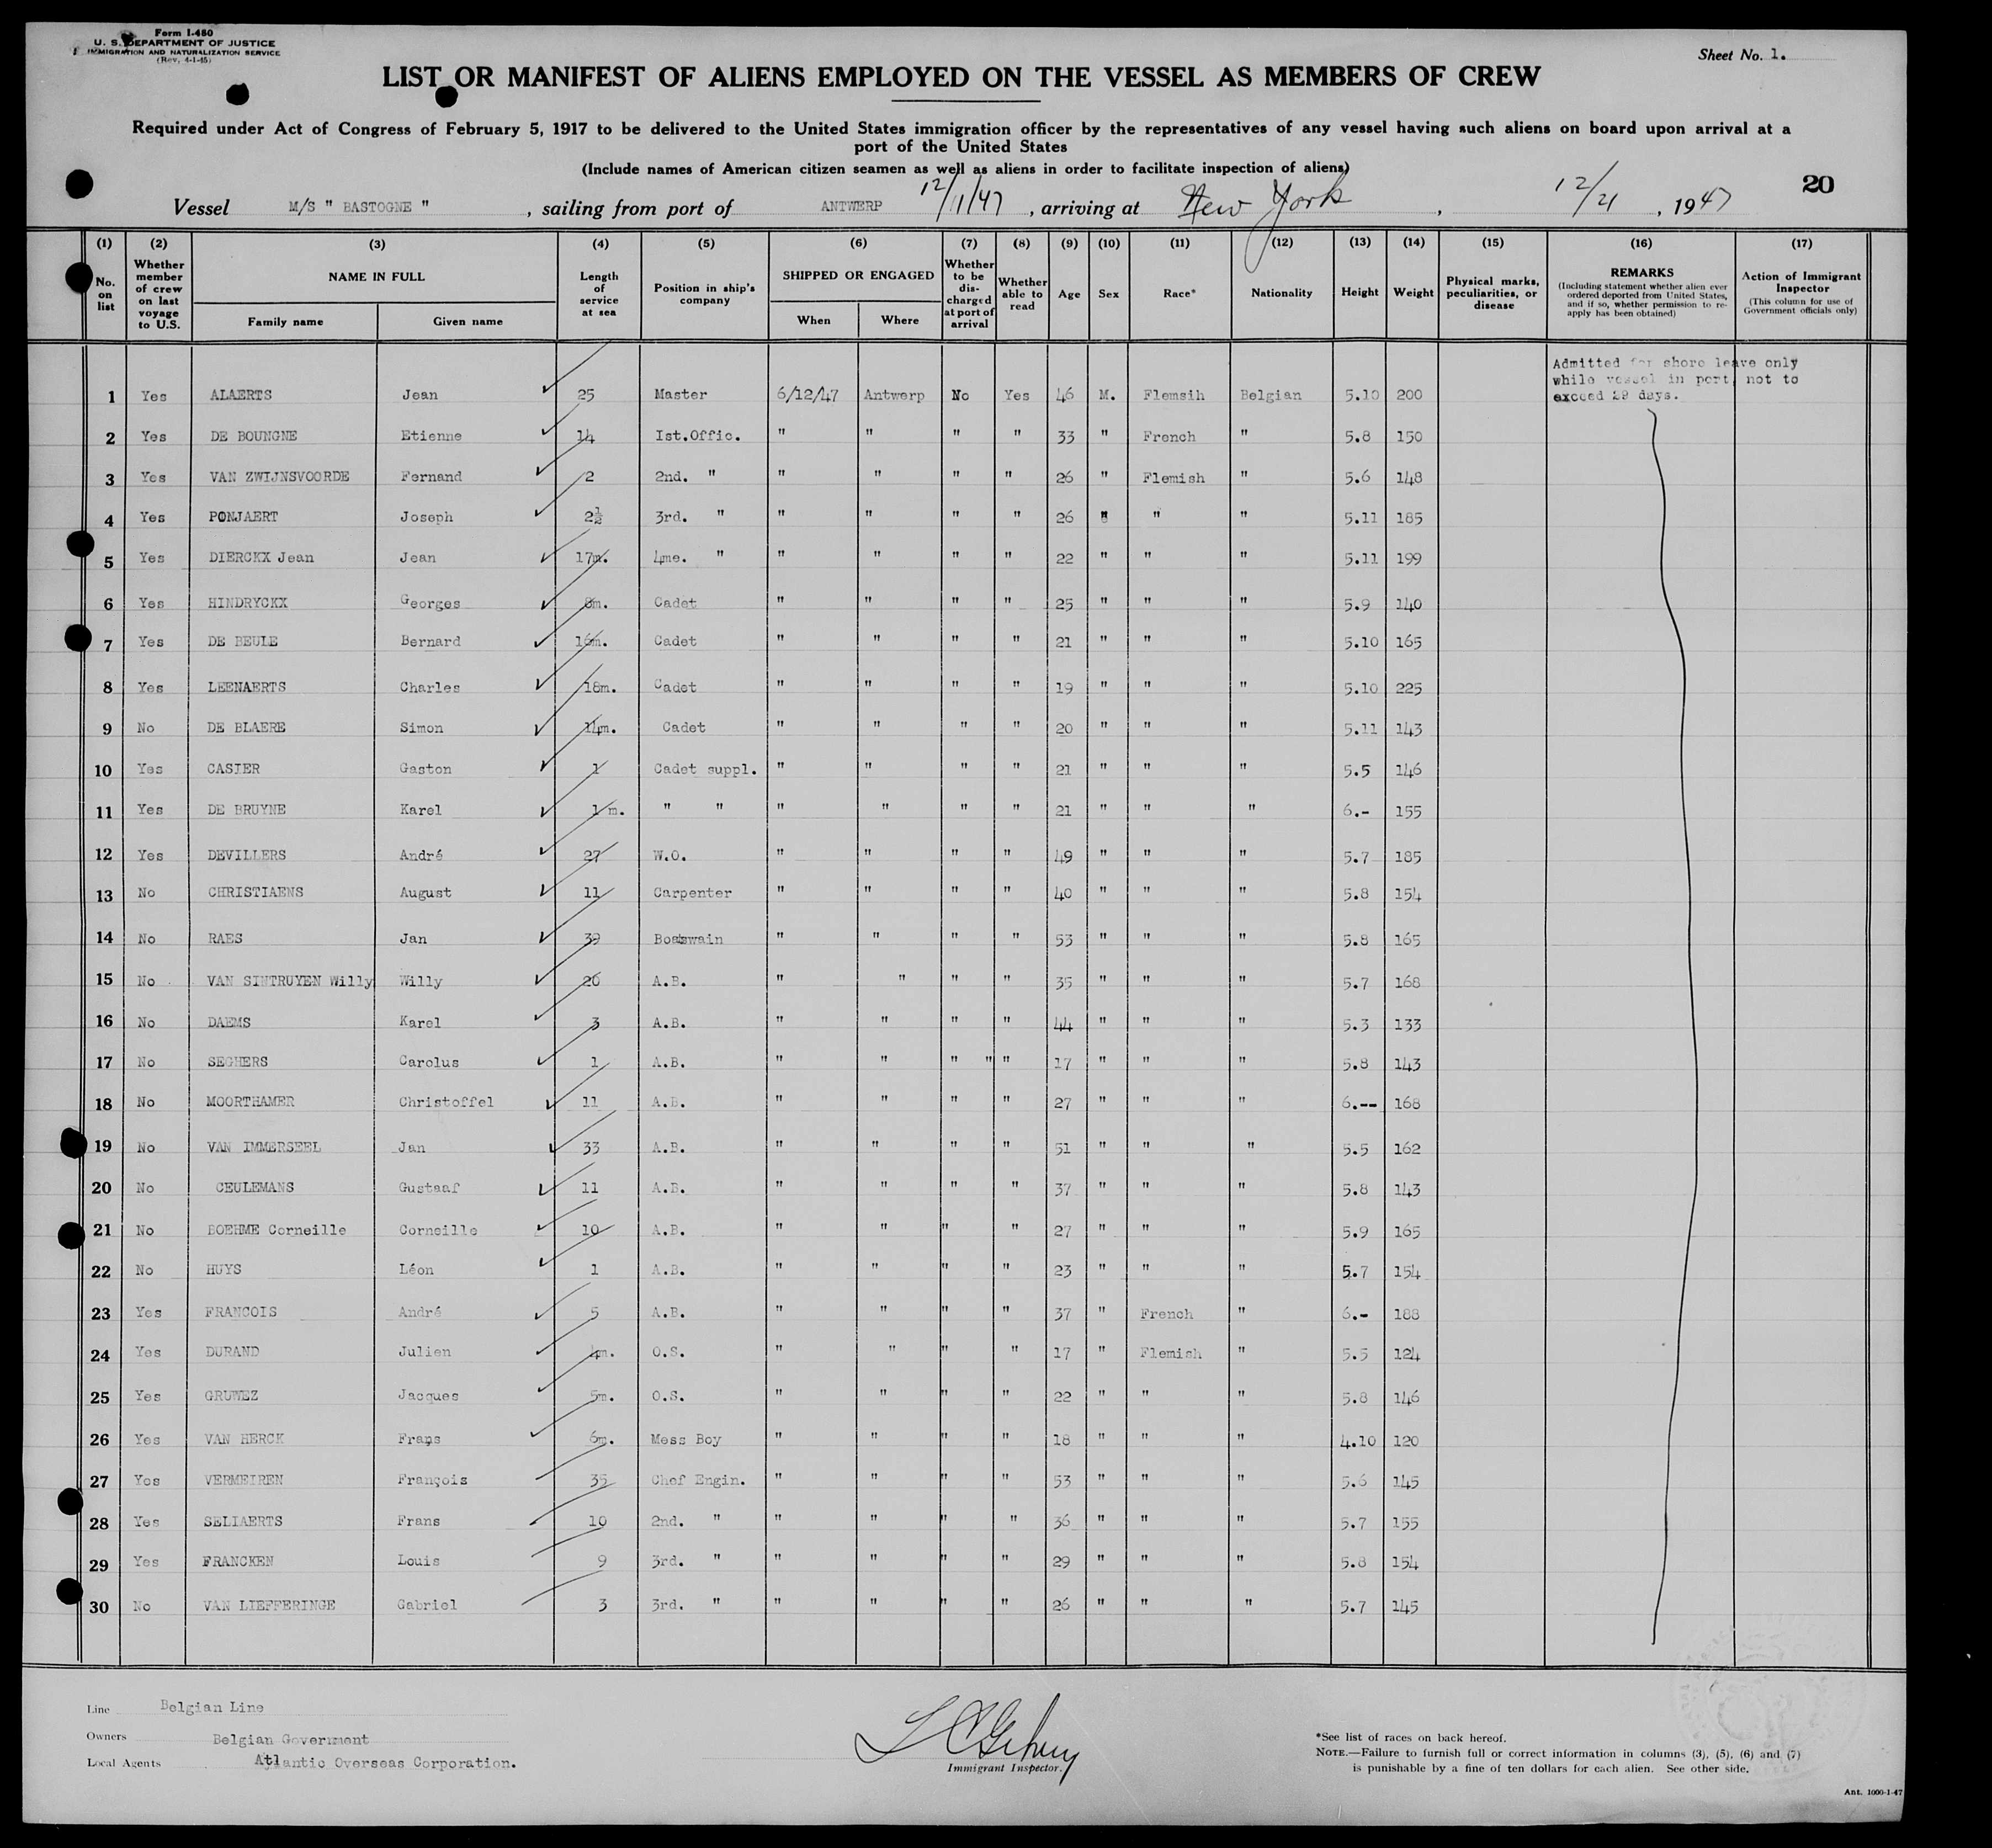 Form I-480
U. S. DEPARTMENT OF JUSTICE
IMMIGRATION AND NATURALIZATION SERVICE
(Rev. 4-1-45)
Sheet No. 1.
LIST OR MANIFEST OF ALIENS EMPLOYED ON THE VESSEL AS MEMBERS OF CREW
Required under Act of Congress of February 5, 1917 to be delivered to the United States immigration officer by the representatives of any vessel having such aliens on board upon arrival at a
port of the United States
(Include names of American citizen seamen as well as aliens in order to facilitate inspection of aliens)
20
Vessel M/S " BASTOGNE " , sailing from port of ANTWERP 12/11/47 , arriving at New York , 12/21 , 1947
(1) (2) (3) (4) (5) (6) (7) (8) (9) (10) (11) (12) (13) (14) (15) (16) (17)
No. on list Whether member of crew on last voyage to U.S. NAME IN FULL Family name Given name Length of service at sea Position in ship's company SHIPPED OR ENGAGED When Where Whether to be discharged at port of arrival Whether able to read Age Sex Race* Nationality Height Weight Physical marks, peculiarities, or disease REMARKS (Including statement whether alien ever ordered deported from United States, and if so, whether permission to reapply has been obtained) Action of Immigrant Inspector (This column for use of Government officials only)
Admitted for shore leave only
while vessel in port, not to
exceed 29 days.
1 Yes ALAERTS Jean 25 Master 6/12/47 Antwerp No Yes 46 M. Flemsih Belgian 5.10 200
2 Yes DE BOUNGNE Etienne 14 Ist.Offic. " " " " 33 " French " 5.8 150
3 Yes VAN ZWIJNSVOORDE Fernand 2 2nd. " " " " " 26 " Flemish " 5.6 148
4 Yes PONJAERT Joseph 2½ 3rd. " " " " " 26 " " " 5.11 185
5 Yes DIERCKX Jean Jean 17m. 4me. " " " " " 22 " " " 5.11 199
6 Yes HINDRYCKX Georges 8m. Cadet " " " " 25 " " " 5.9 140
7 Yes DE BEULE Bernard 16m. Cadet " " " " 21 " " " 5.10 165
8 Yes LEENAERTS Charles 18m. Cadet " " " " 19 " " " 5.10 225
9 No DE BLAERE Simon 14m. Cadet " " " " 20 " " " 5.11 143
10 Yes CASIER Gaston 1 Cadet suppl. " " " " 21 " " " 5.5 146
11 Yes DE BRUYNE Karel 1 m. " " " " " " 21 " " " 6.- 155
12 Yes DEVILLERS André 27 W.O. " " " " 49 " " " 5.7 185
13 No CHRISTIAENS August 11 Carpenter " " " " 40 " " " 5.8 154
14 No RAES Jan 39 Boatswain " " " " 53 " " " 5.8 165
15 No VAN SINTRUYEN Willy Willy 20 A.B. " " " " 35 " " " 5.7 168
16 No DAEMS Karel 3 A.B. " " " " 44 " " " 5.3 133
17 No SEGHERS Carolus 1 A.B. " " " " " 17 " " " 5.8 143
18 No MOORTHAMER Christoffel 11 A.B. " " " " 27 " " " 6.-- 168
19 No VAN IMMERSEEL Jan 33 A.B. " " " " 51 " " " 5.5 162
20 No CEULEMANS Gustaaf 11 A.B. " " " " 37 " " " 5.8 143
21 No BOEHME Corneille Corneille 10 A.B. " " " " 27 " " " 5.9 165
22 No HUYS Léon 1 A.B. " " " " 23 " " " 5.7 154
23 Yes FRANCOIS André 5 A.B. " " " " 37 " French " 6.- 188
24 Yes DURAND Julien 4m. O.S. " " " " 17 " Flemish " 5.5 124
25 Yes GRUWEZ Jacques 5m. O.S. " " " " 22 " " " 5.8 146
26 Yes VAN HERCK Frans 6m. Mess Boy " " " " 18 " " " 4.10 120
27 Yes VERMEIREN François 35 Chef Engin. " " " " 53 " " " 5.6 145
28 Yes SELIAERTS Frans 10 2nd. " " " " " 36 " " " 5.7 155
29 Yes FRANCKEN Louis 9 3rd. " " " " " 29 " " " 5.8 154
30 No VAN LIEFFERINGE Gabriel 3 3rd. " " " " " 26 " " " 5.7 145
Line Belgian Line
Owners Belgian Government
Local Agents Atlantic Overseas Corporation.
Immigrant Inspector.
*See list of races on back hereof.
NOTE.—Failure to furnish full or correct information in columns (3), (5), (6) and (7)
is punishable by a fine of ten dollars for each alien. See other side.
Ant. 1000-1-47